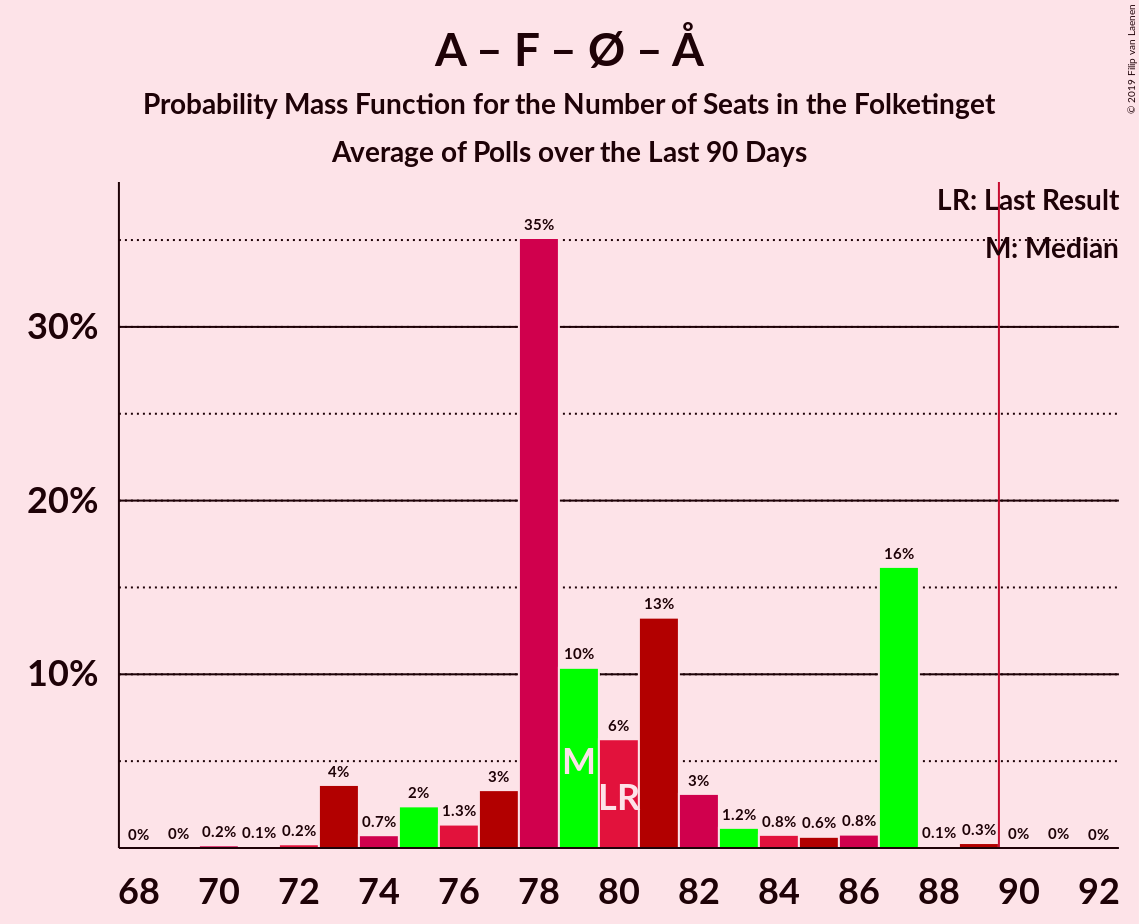 A – F – Ø – Å
Probability Mass Function for the Number of Seats in the Folketinget
Average of Polls over the Last 90 Days
© 2019 Filip van Laenen
LR: Last Result
M: Median
30%
20%
10%
0% 0% 0.2% 0.1% 0.2% 4% 0.7% 2% 1.3% 3% 35% 10% 6% 13% 3% 1.2% 0.8% 0.6% 0.8% 16% 0.1% 0.3% 0% 0% 0%
M
LR
68 70 72 74 76 78 80 82 84 86 88 90 92